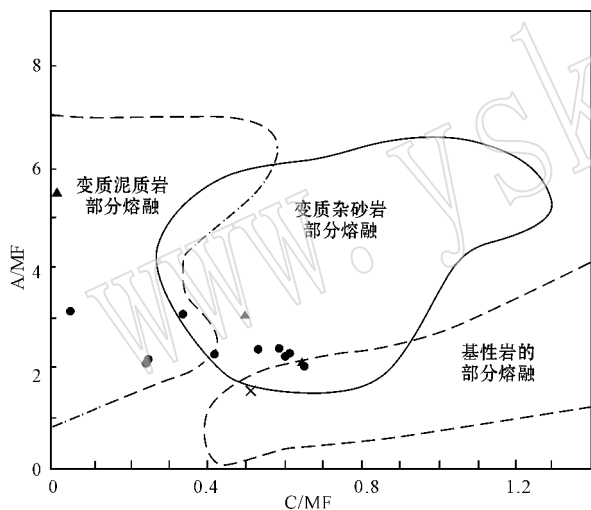 8
6
4
2
0
A/MF
变质泥质岩
部分熔融
变质杂砂岩
部分熔融
基性岩的
部分熔融
0
0.4
0.8
1.2
C/MF
www.ysk